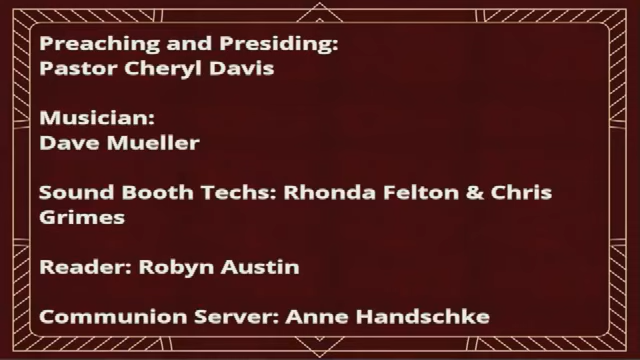 Preaching and Presiding:
Pastor Cheryl Davis
Musician:
Dave Mueller
Sound Booth Techs: Rhonda Felton & Chris
Grimes
Reader: Robyn Austin
Communion Server: Anne Handschke